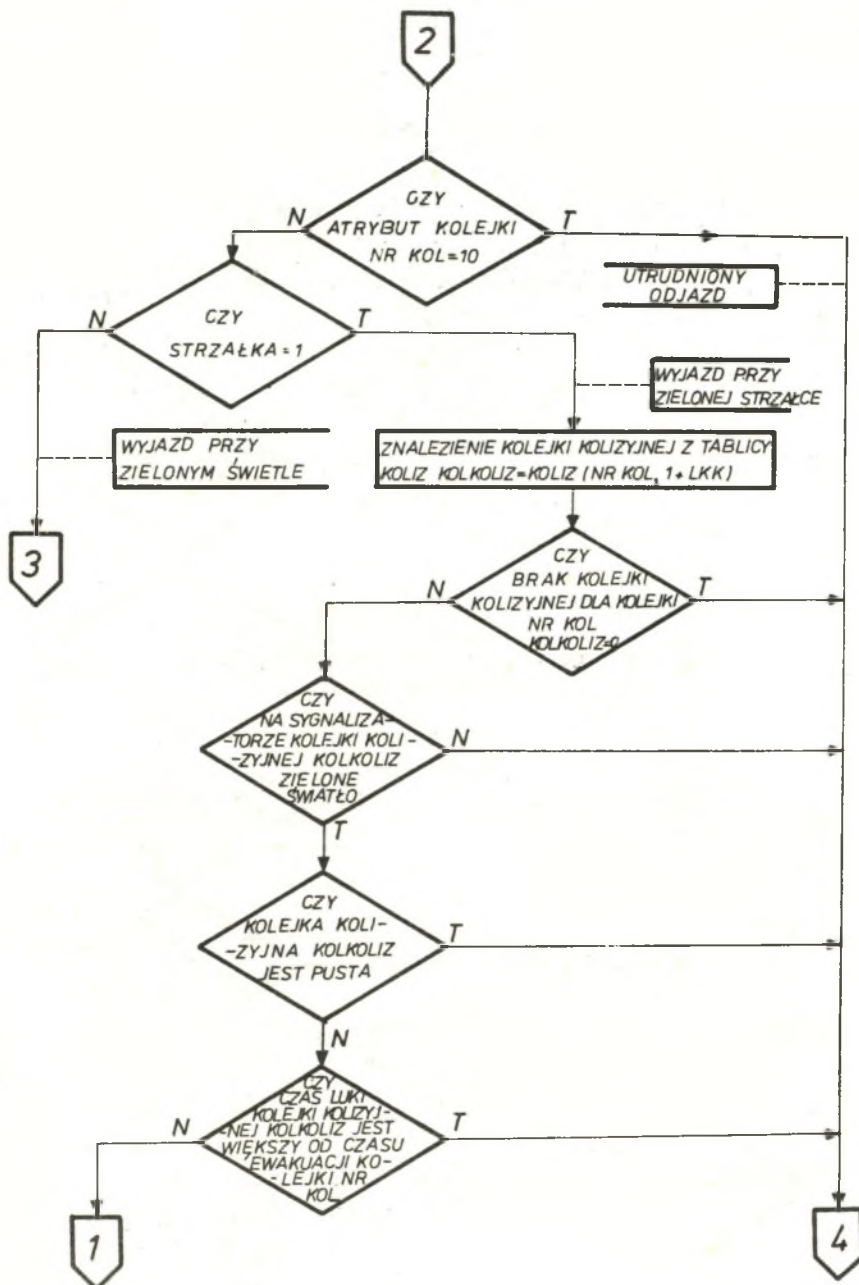 2
CZY
ATRYBUT KOLEJKI
NR KOL=10
N
T
UTRUDNIONY
ODJAZD
CZY
STRZAŁKA=1
N
T
WYJAZD PRZY
ZIELONEJ STRZAŁCE
WYJAZD PRZY
ZIELONYM ŚWIETLE
ZNALEZIENIE KOLEJKI KOLIZYJNEJ Z TABLICY
KOLIZ KOLKOLIZ=KOLIZ (NR KOL, 1+LKK)
3
CZY
BRAK KOLEJKI
KOLIZYJNEJ DLA KOLEJKI
NR KOL
KOLKOLIZ=0
N
T
CZY
NA SYGNALIZA-
-TORZE KOLEJKI KOLI-
-ZYJNEJ KOLKOLIZ
ZIELONE
ŚWIATŁO
N
T
CZY
KOLEJKA KOLI-
-ZYJNA KOLKOLIZ
JEST PUSTA
T
N
CZY
CZAS LUKI
KOLEJKI KOLIZYJ-
-NEJ KOLKOLIZ JEST
WIĘKSZY OD CZASU
EWAKUACJI KO-
-LEJKI NR
KOL
N
T
1
4